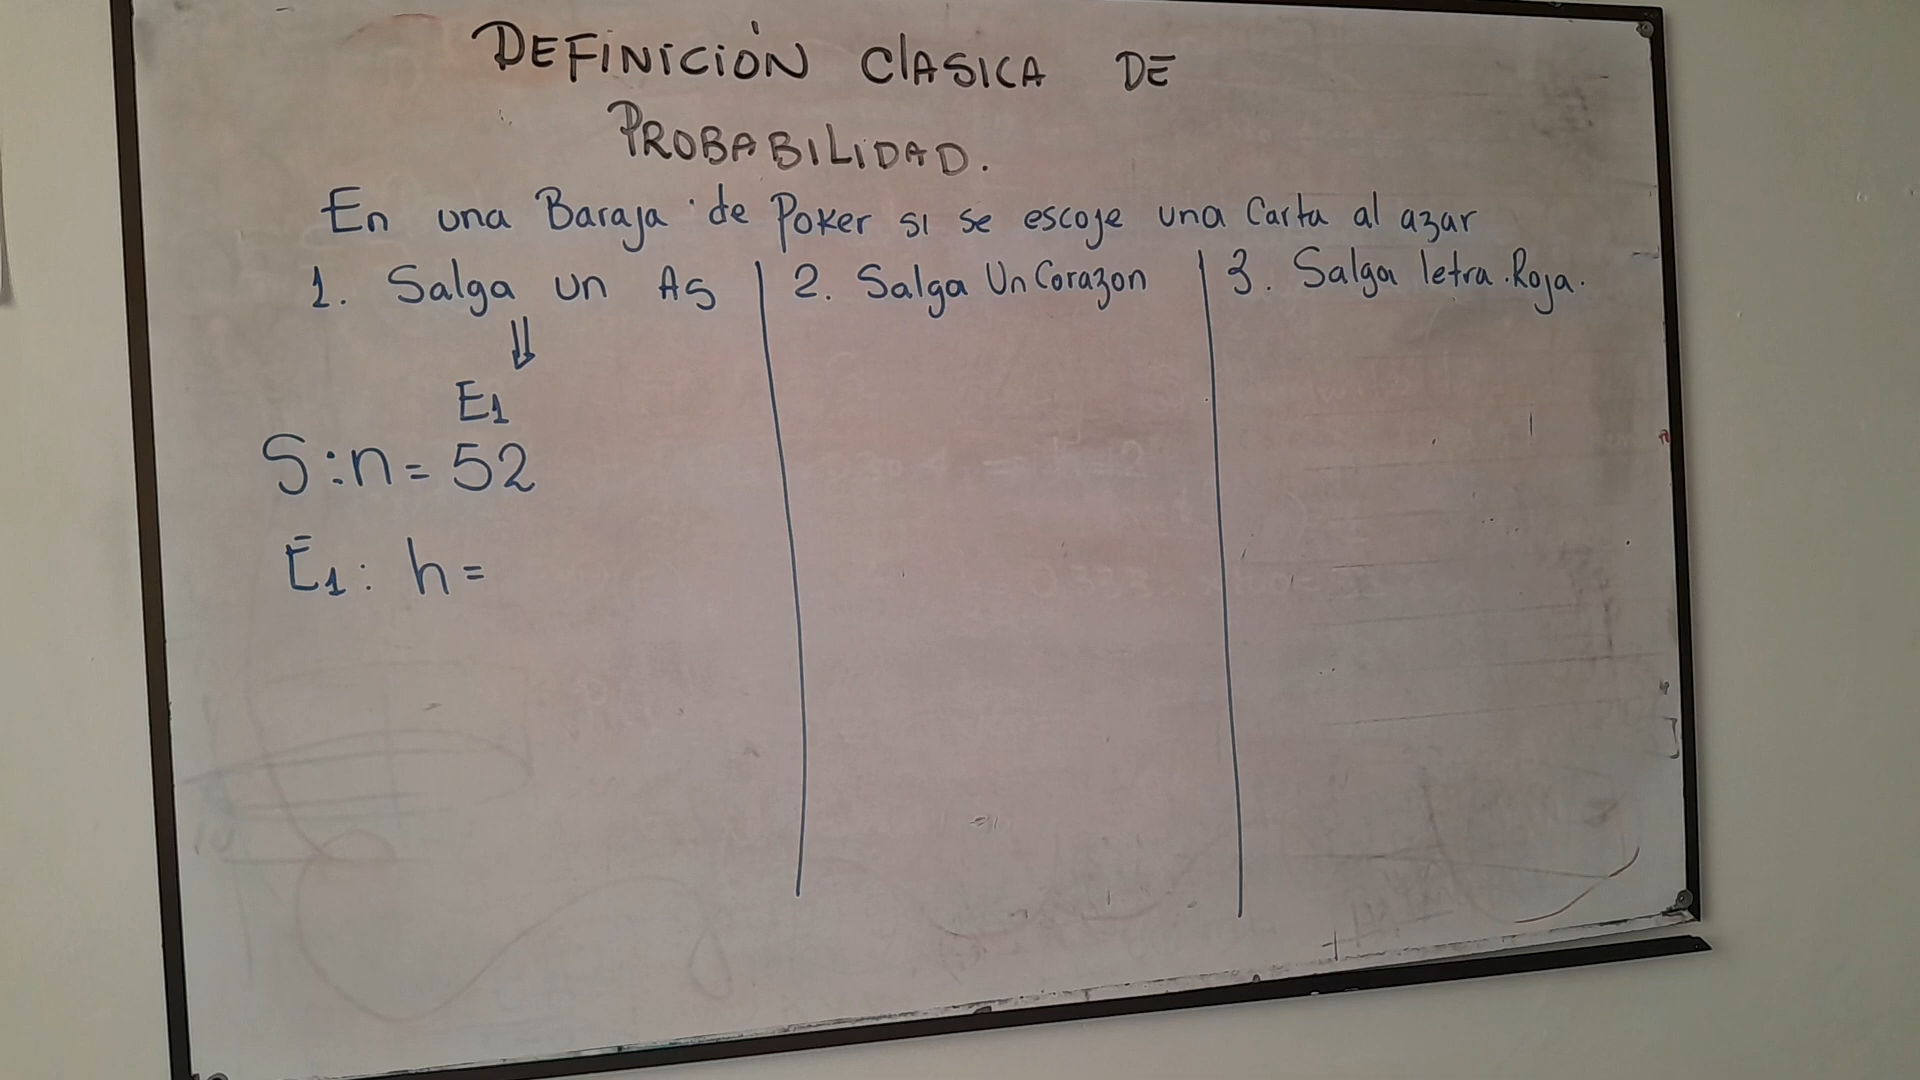 DEFINICIÓN ClASICA DE
PROBABILIDAD.
En una Baraja de Poker si se escoje una Carta al azar
1. Salga un As
2. Salga Un Corazon
3. Salga letra Roja.
E1
S: n = 52
E1: h =